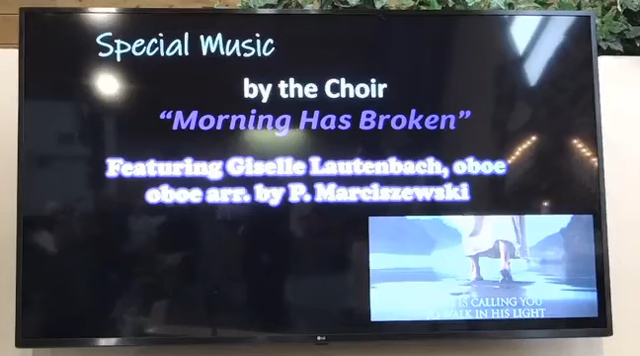 Special Music
by the Choir
"Morning Has Broken"
Featuring Giselle Lautenbach, oboe
oboe arr. by P. Marciszewski
IS CALLING YOU
WALK IN HIS LIGHT
LG